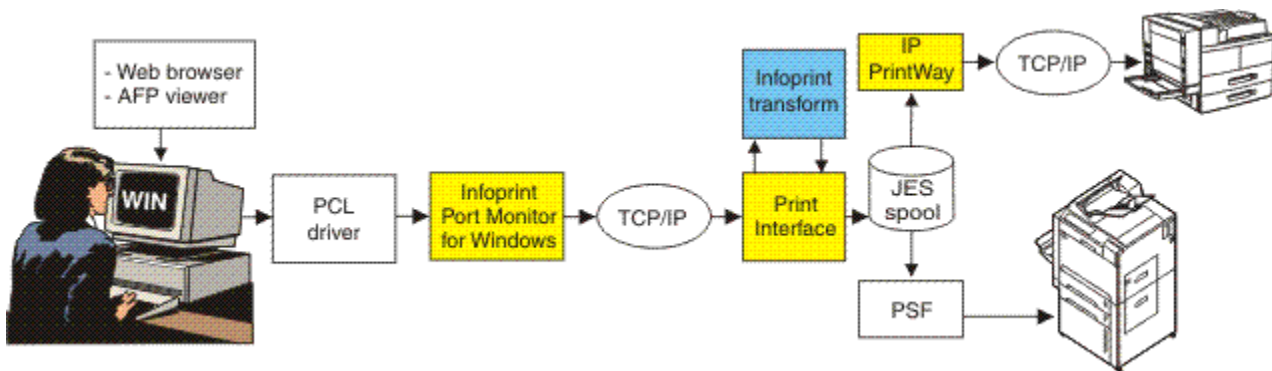 - Web browser
- AFP viewer
WIN
PCL
driver
Infoprint
Port Monitor
for Windows
TCP/IP
Infoprint
transform
Print
Interface
IP
PrintWay
JES
spool
PSF
TCP/IP